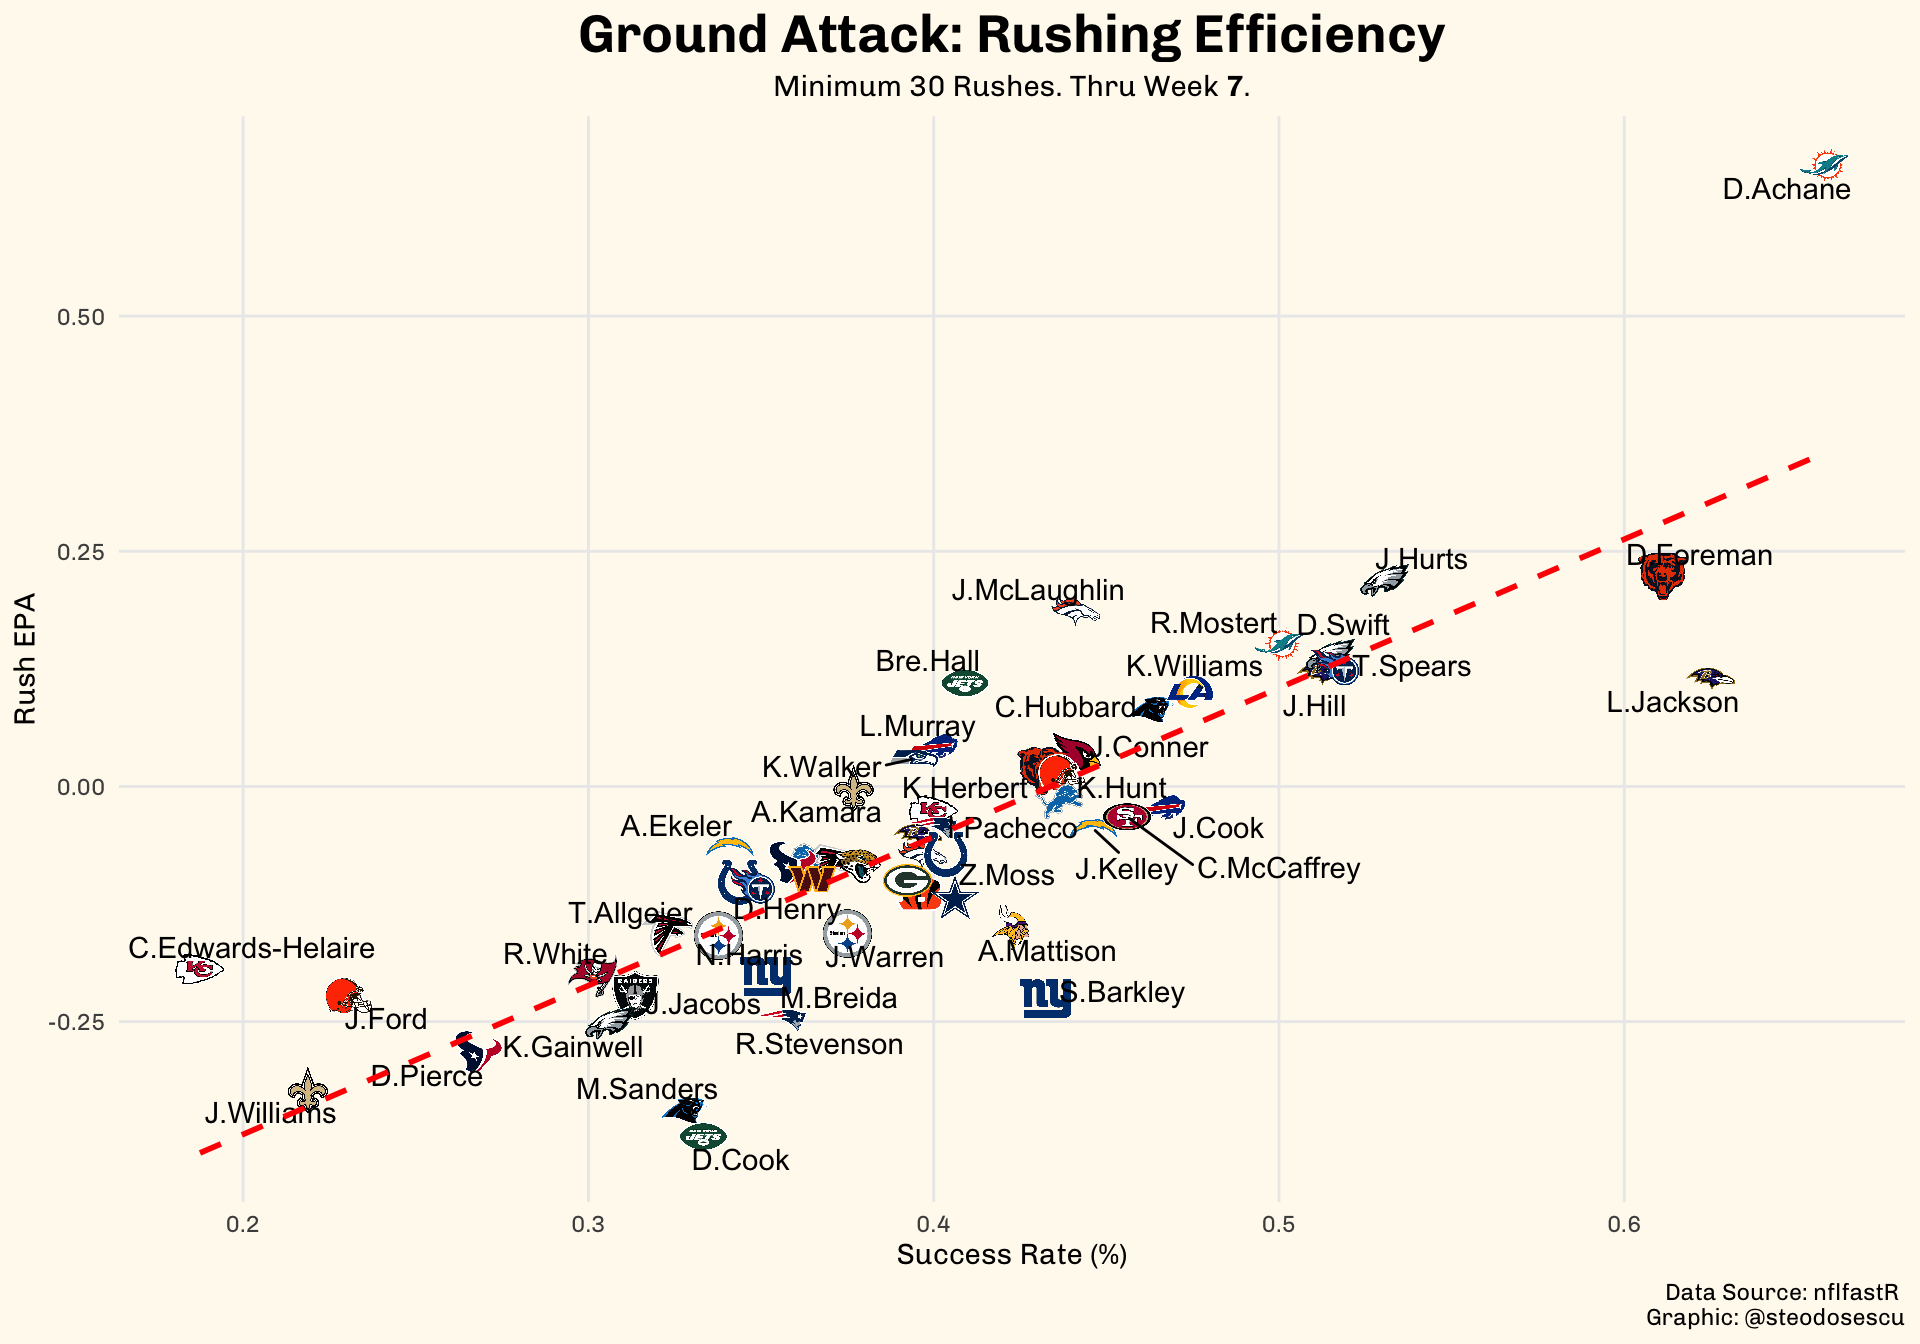 Ground Attack: Rushing Efficiency
Minimum 30 Rushes. Thru Week 7.
D.Achane
0.50
0.25
0.00
-0.25
Rush EPA
J.Hurts
D.Foreman
J.McLaughlin
R.Mostert
D.Swift
Bre.Hall
K.Williams
T.Spears
C.Hubbard
J.Hill
L.Jackson
L.Murray
J.Conner
K.Walker
K.Herbert
K.Hunt
A.Kamara
A.Ekeler
.Pacheco
J.Cook
J.Kelley
C.McCaffrey
Z.Moss
T.Allgeier
D.Henry
C.Edwards-Helaire
R.White
N.Harris
J.Warren
A.Mattison
J.Jacobs
M.Breida
S.Barkley
J.Ford
K.Gainwell
R.Stevenson
D.Pierce
M.Sanders
J.Williams
D.Cook
JETS
RAIDERS
JETS
0.2
0.3
0.4
0.5
0.6
Success Rate (%)
Data Source: nflfastR
Graphic: @steodosescu